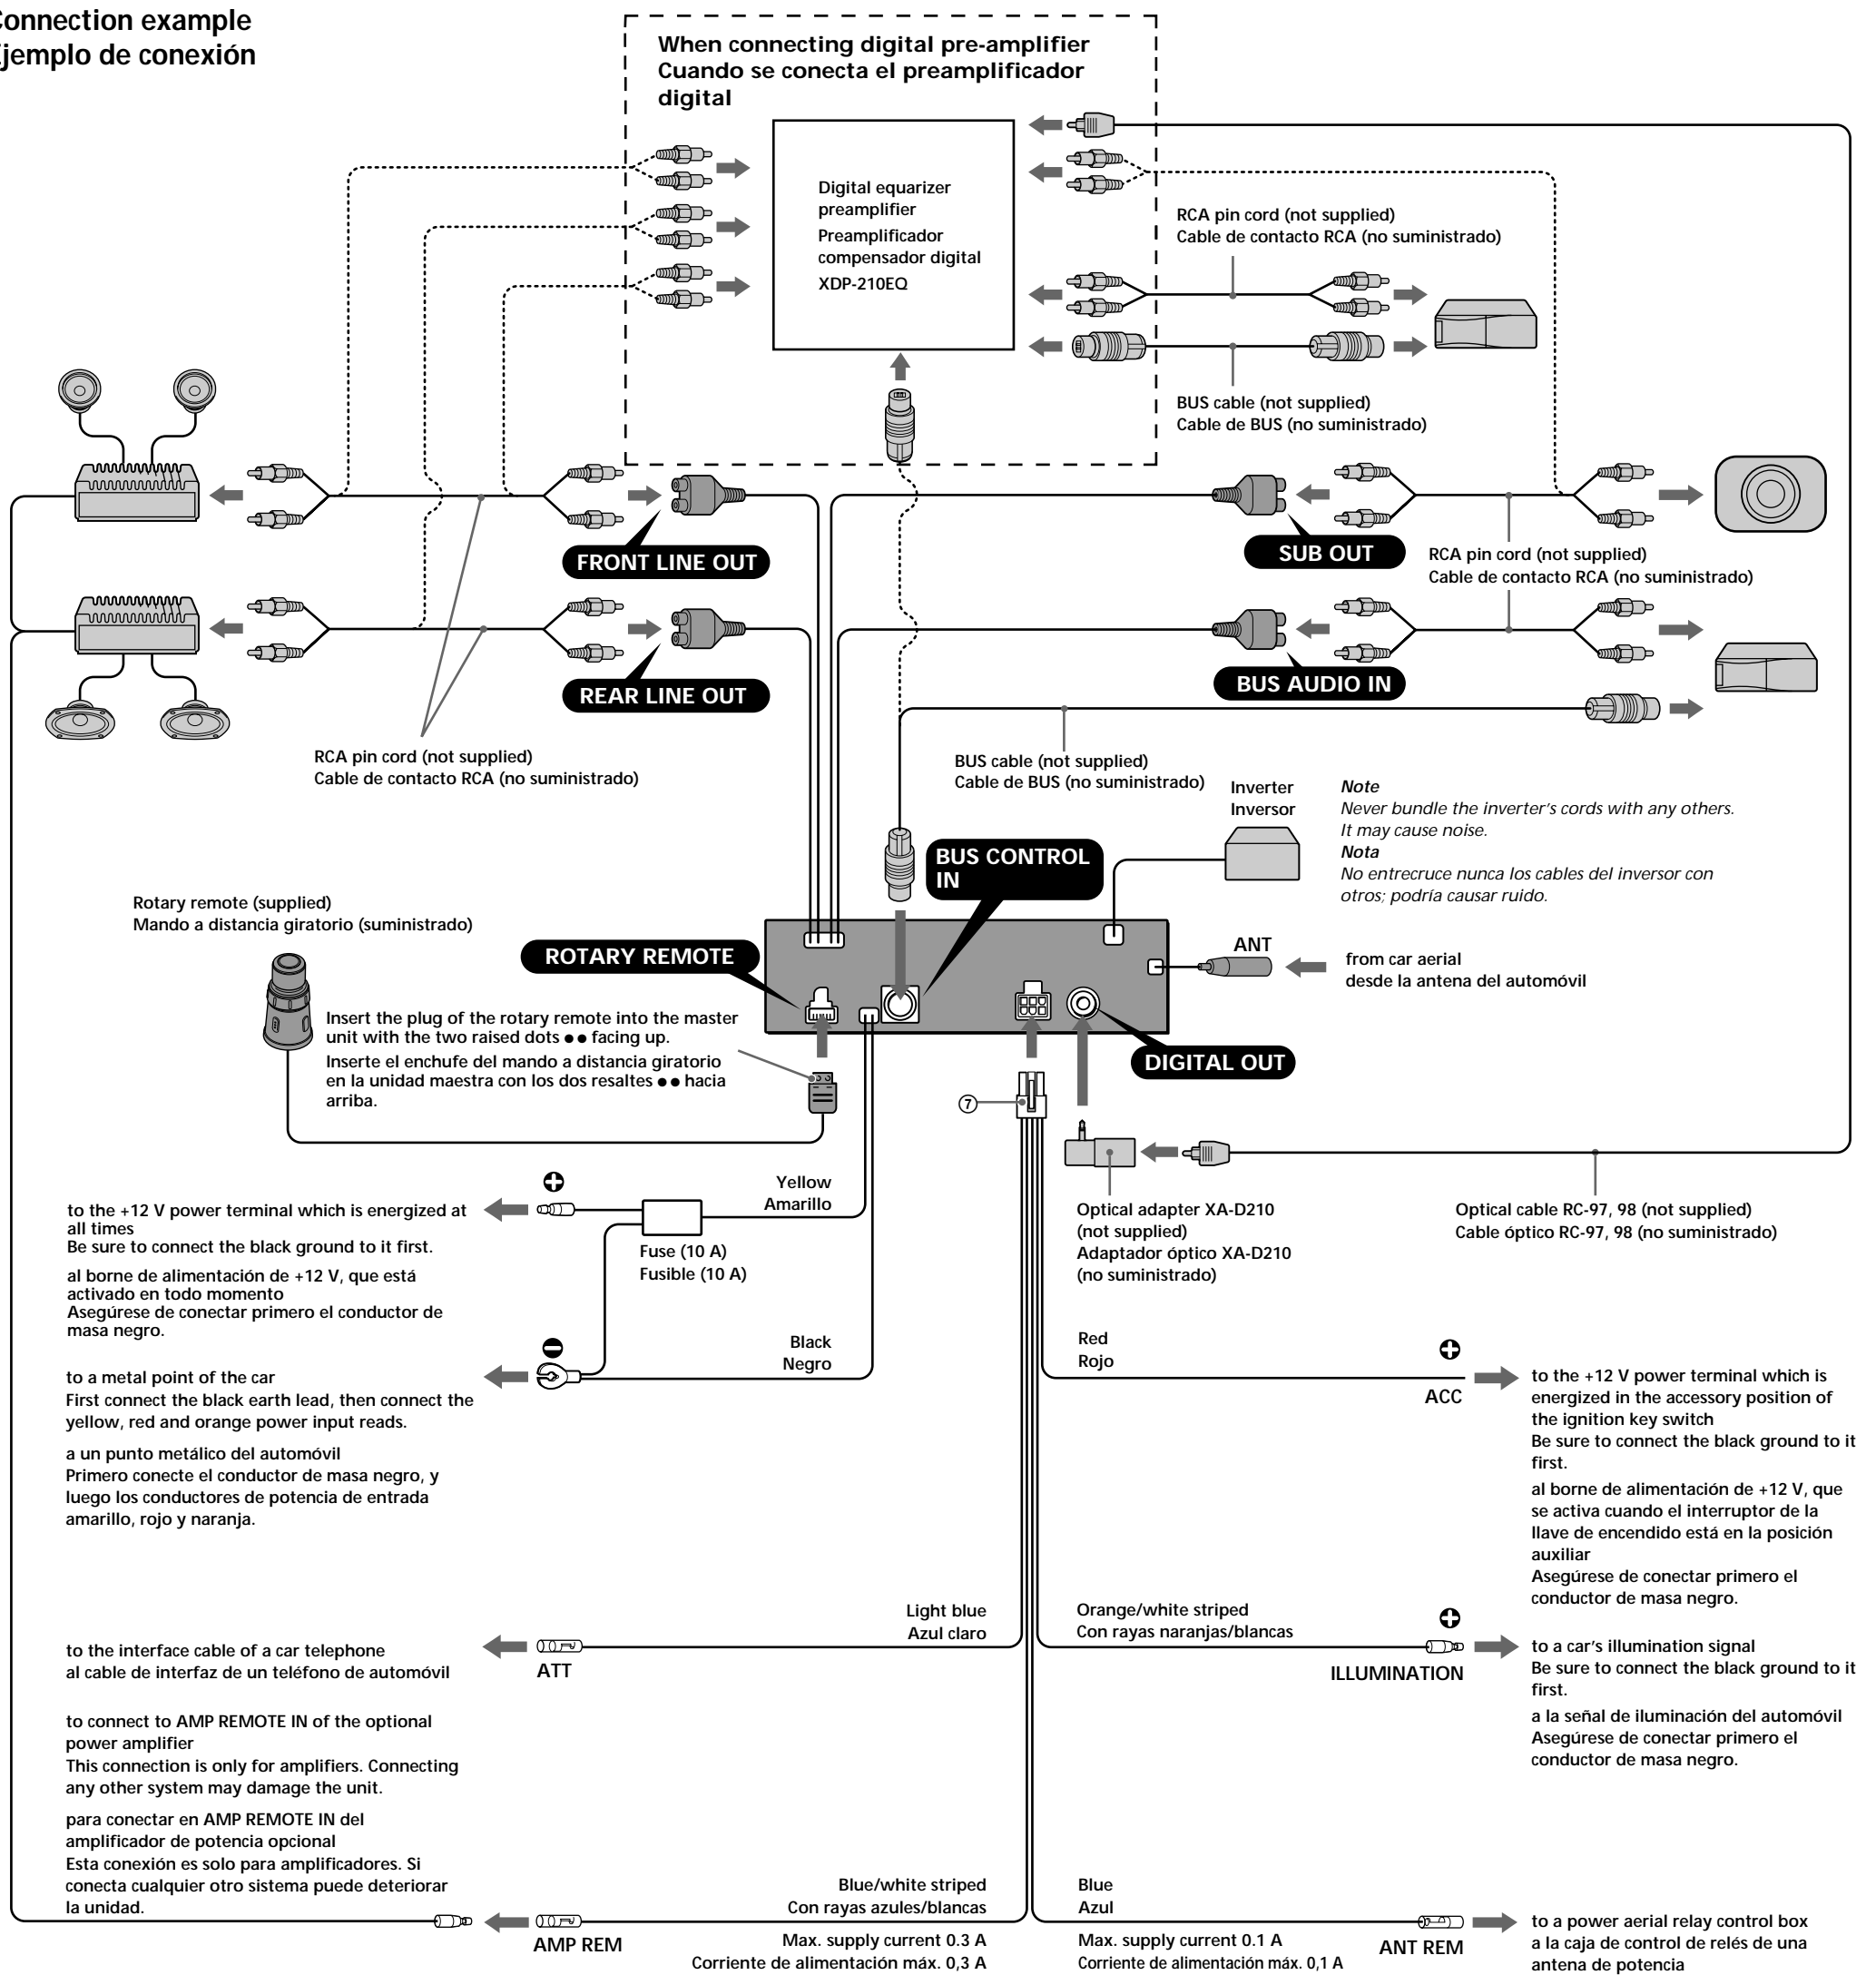 Connection example
Ejemplo de conexión
When connecting digital pre-amplifier
Cuando se conecta el preamplificador
digital
Digital equarizer
preamplifier
Preamplificador
compensador digital
XDP-210EQ
RCA pin cord (not supplied)
Cable de contacto RCA (no suministrado)
BUS cable (not supplied)
Cable de BUS (no suministrado)
FRONT LINE OUT
SUB OUT
RCA pin cord (not supplied)
Cable de contacto RCA (no suministrado)
REAR LINE OUT
BUS AUDIO IN
RCA pin cord (not supplied)
Cable de contacto RCA (no suministrado)
BUS cable (not supplied)
Cable de BUS (no suministrado)
Inverter
Inversor
Note
Never bundle the inverter's cords with any others.
It may cause noise.
Nota
No entrecruce nunca los cables del inversor con
otros; podría causar ruido.
BUS CONTROL
IN
Rotary remote (supplied)
Mando a distancia giratorio (suministrado)
ROTARY REMOTE
ANT
from car aerial
desde la antena del automóvil
Insert the plug of the rotary remote into the master
unit with the two raised dots ●● facing up.
Inserte el enchufe del mando a distancia giratorio
en la unidad maestra con los dos resaltes ●● hacia
arriba.
DIGITAL OUT
⑦
Yellow
Amarillo
to the +12 V power terminal which is energized at
all times
Be sure to connect the black ground to it first.
al borne de alimentación de +12 V, que está
activado en todo momento
Asegúrese de conectar primero el conductor de
masa negro.
Fuse (10 A)
Fusible (10 A)
Optical adapter XA-D210
(not supplied)
Adaptador óptico XA-D210
(no suministrado)
Optical cable RC-97, 98 (not supplied)
Cable óptico RC-97, 98 (no suministrado)
Black
Negro
to a metal point of the car
First connect the black earth lead, then connect the
yellow, red and orange power input reads.
a un punto metálico del automóvil
Primero conecte el conductor de masa negro, y
luego los conductores de potencia de entrada
amarillo, rojo y naranja.
Red
Rojo
ACC
to the +12 V power terminal which is
energized in the accessory position of
the ignition key switch
Be sure to connect the black ground to it
first.
al borne de alimentación de +12 V, que
se activa cuando el interruptor de la
llave de encendido está en la posición
auxiliar
Asegúrese de conectar primero el
conductor de masa negro.
Light blue
Azul claro
to the interface cable of a car telephone
al cable de interfaz de un teléfono de automóvil
ATT
Orange/white striped
Con rayas naranjas/blancas
ILLUMINATION
to a car's illumination signal
Be sure to connect the black ground to it
first.
a la señal de iluminación del automóvil
Asegúrese de conectar primero el
conductor de masa negro.
to connect to AMP REMOTE IN of the optional
power amplifier
This connection is only for amplifiers. Connecting
any other system may damage the unit.
para conectar en AMP REMOTE IN del
amplificador de potencia opcional
Esta conexión es solo para amplificadores. Si
conecta cualquier otro sistema puede deteriorar
la unidad.
Blue/white striped
Con rayas azules/blancas
AMP REM
Max. supply current 0.3 A
Corriente de alimentación máx. 0,3 A
Blue
Azul
Max. supply current 0.1 A
Corriente de alimentación máx. 0,1 A
ANT REM
to a power aerial relay control box
a la caja de control de relés de una
antena de potencia